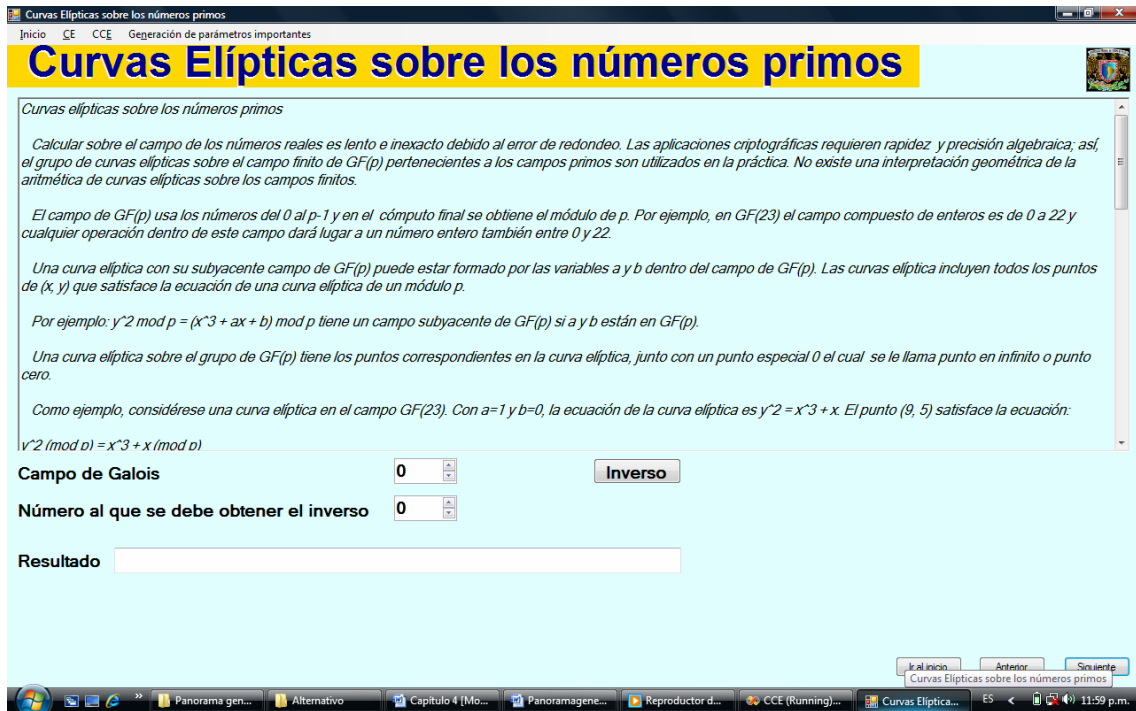 Curvas Elípticas sobre los números primos
Inicio CE CCE Generación de parámetros importantes
Curvas Elípticas sobre los números primos
Curvas elípticas sobre los números primos
Calcular sobre el campo de los números reales es lento e inexacto debido al error de redondeo. Las aplicaciones criptográficas requieren rapidez y precisión algebraica; así,
el grupo de curvas elípticas sobre el campo finito de GF(p) pertenecientes a los campos primos son utilizados en la práctica. No existe una interpretación geométrica de la
aritmética de curvas elípticas sobre los campos finitos.
El campo de GF(p) usa los números del 0 al p-1 y en el cómputo final se obtiene el módulo de p. Por ejemplo, en GF(23) el campo compuesto de enteros es de 0 a 22 y
cualquier operación dentro de este campo dará lugar a un número entero también entre 0 y 22.
Una curva elíptica con su subyacente campo de GF(p) puede estar formado por las variables a y b dentro del campo de GF(p). Las curvas elíptica incluyen todos los puntos
de (x, y) que satisface la ecuación de una curva elíptica de un módulo p.
Por ejemplo: y^2 mod p = (x^3 + ax + b) mod p tiene un campo subyacente de GF(p) si a y b están en GF(p).
Una curva elíptica sobre el grupo de GF(p) tiene los puntos correspondientes en la curva elíptica, junto con un punto especial 0 el cual se le llama punto en infinito o punto
cero.
Como ejemplo, considérese una curva elíptica en el campo GF(23). Con a=1 y b=0, la ecuación de la curva elíptica es y^2 = x^3 + x. El punto (9, 5) satisface la ecuación:
y^2 (mod p) = x^3 + x (mod p)
Campo de Galois 0 Inverso
Número al que se debe obtener el inverso 0
Resultado
Ir al inicio Anterior Siguiente
Curvas Elípticas sobre los números primos
Panorama gen... Alternativo Capítulo 4 [Mo... Panoramagene... Reproductor d... CCE (Running)... Curvas Elíptica... ES 11:59 p.m.